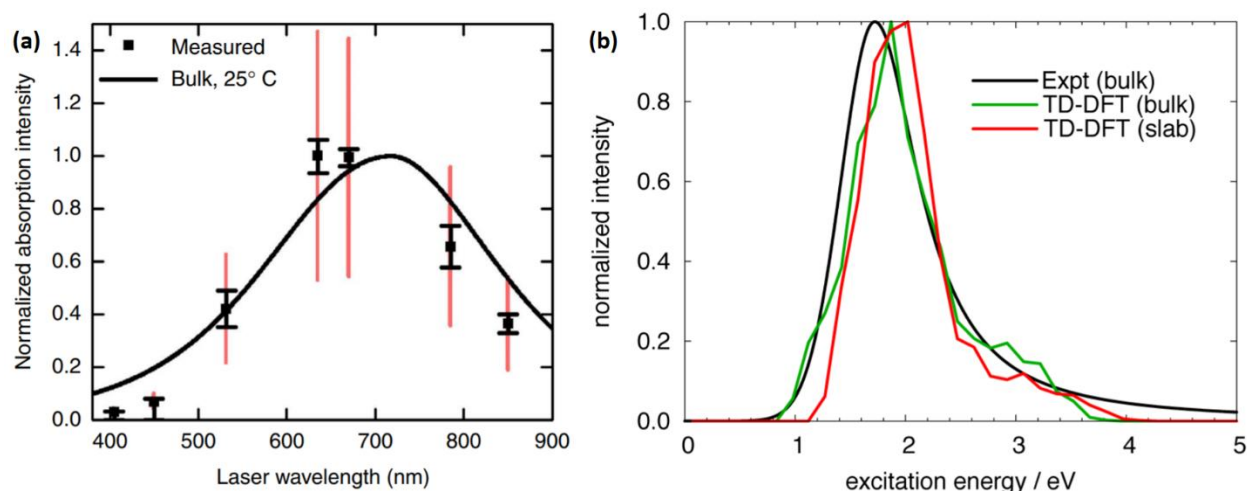 (a)
Measured
Bulk, 25° C
Normalized absorption intensity
1.4
1.2
1.0
0.8
0.6
0.4
0.2
0.0
400 500 600 700 800 900
Laser wavelength (nm)
(b)
Expt (bulk)
TD-DFT (bulk)
TD-DFT (slab)
normalized intensity
1.0
0.8
0.6
0.4
0.2
0.0
0 1 2 3 4 5
excitation energy / eV